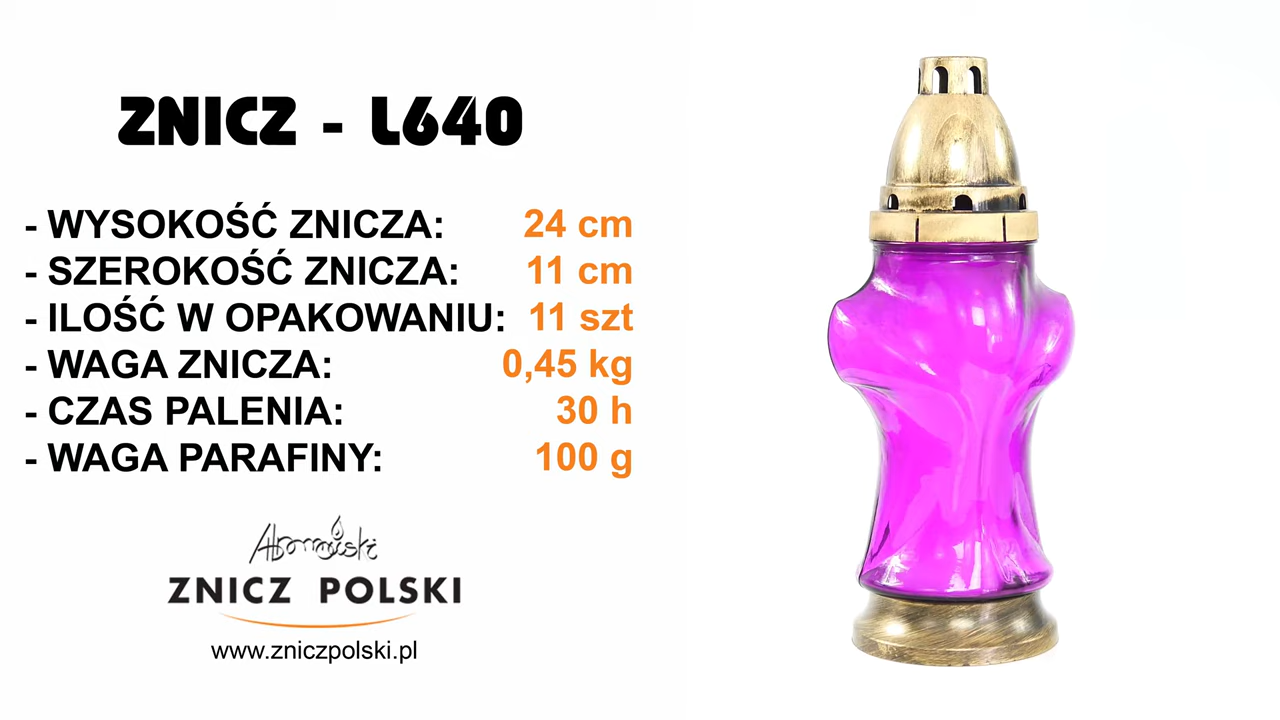 ZNICZ - L640
- WYSOKOŚĆ ZNICZA: 24 cm
- SZEROKOŚĆ ZNICZA: 11 cm
- ILOŚĆ W OPAKOWANIU: 11 szt
- WAGA ZNICZA: 0,45 kg
- CZAS PALENIA: 30 h
- WAGA PARAFINY: 100 g
ZNICZ POLSKI
www.zniczpolski.pl